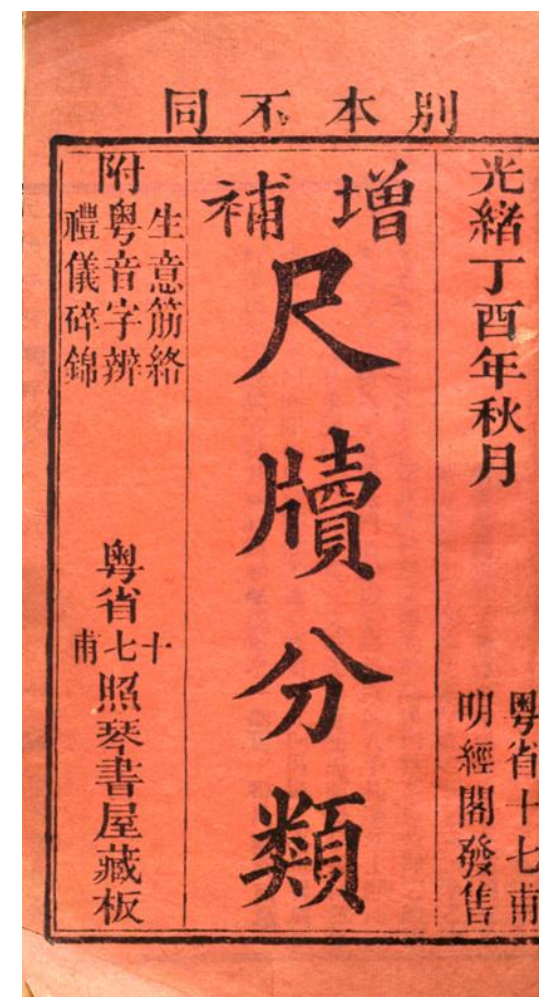 別本不同
光緒丁酉年秋月
粵省十七甫
明經閣發售
增補
尺牘分類
附
生意筋絡
粵音字辨
禮儀碎錦
粵省十七甫照琴書屋藏板